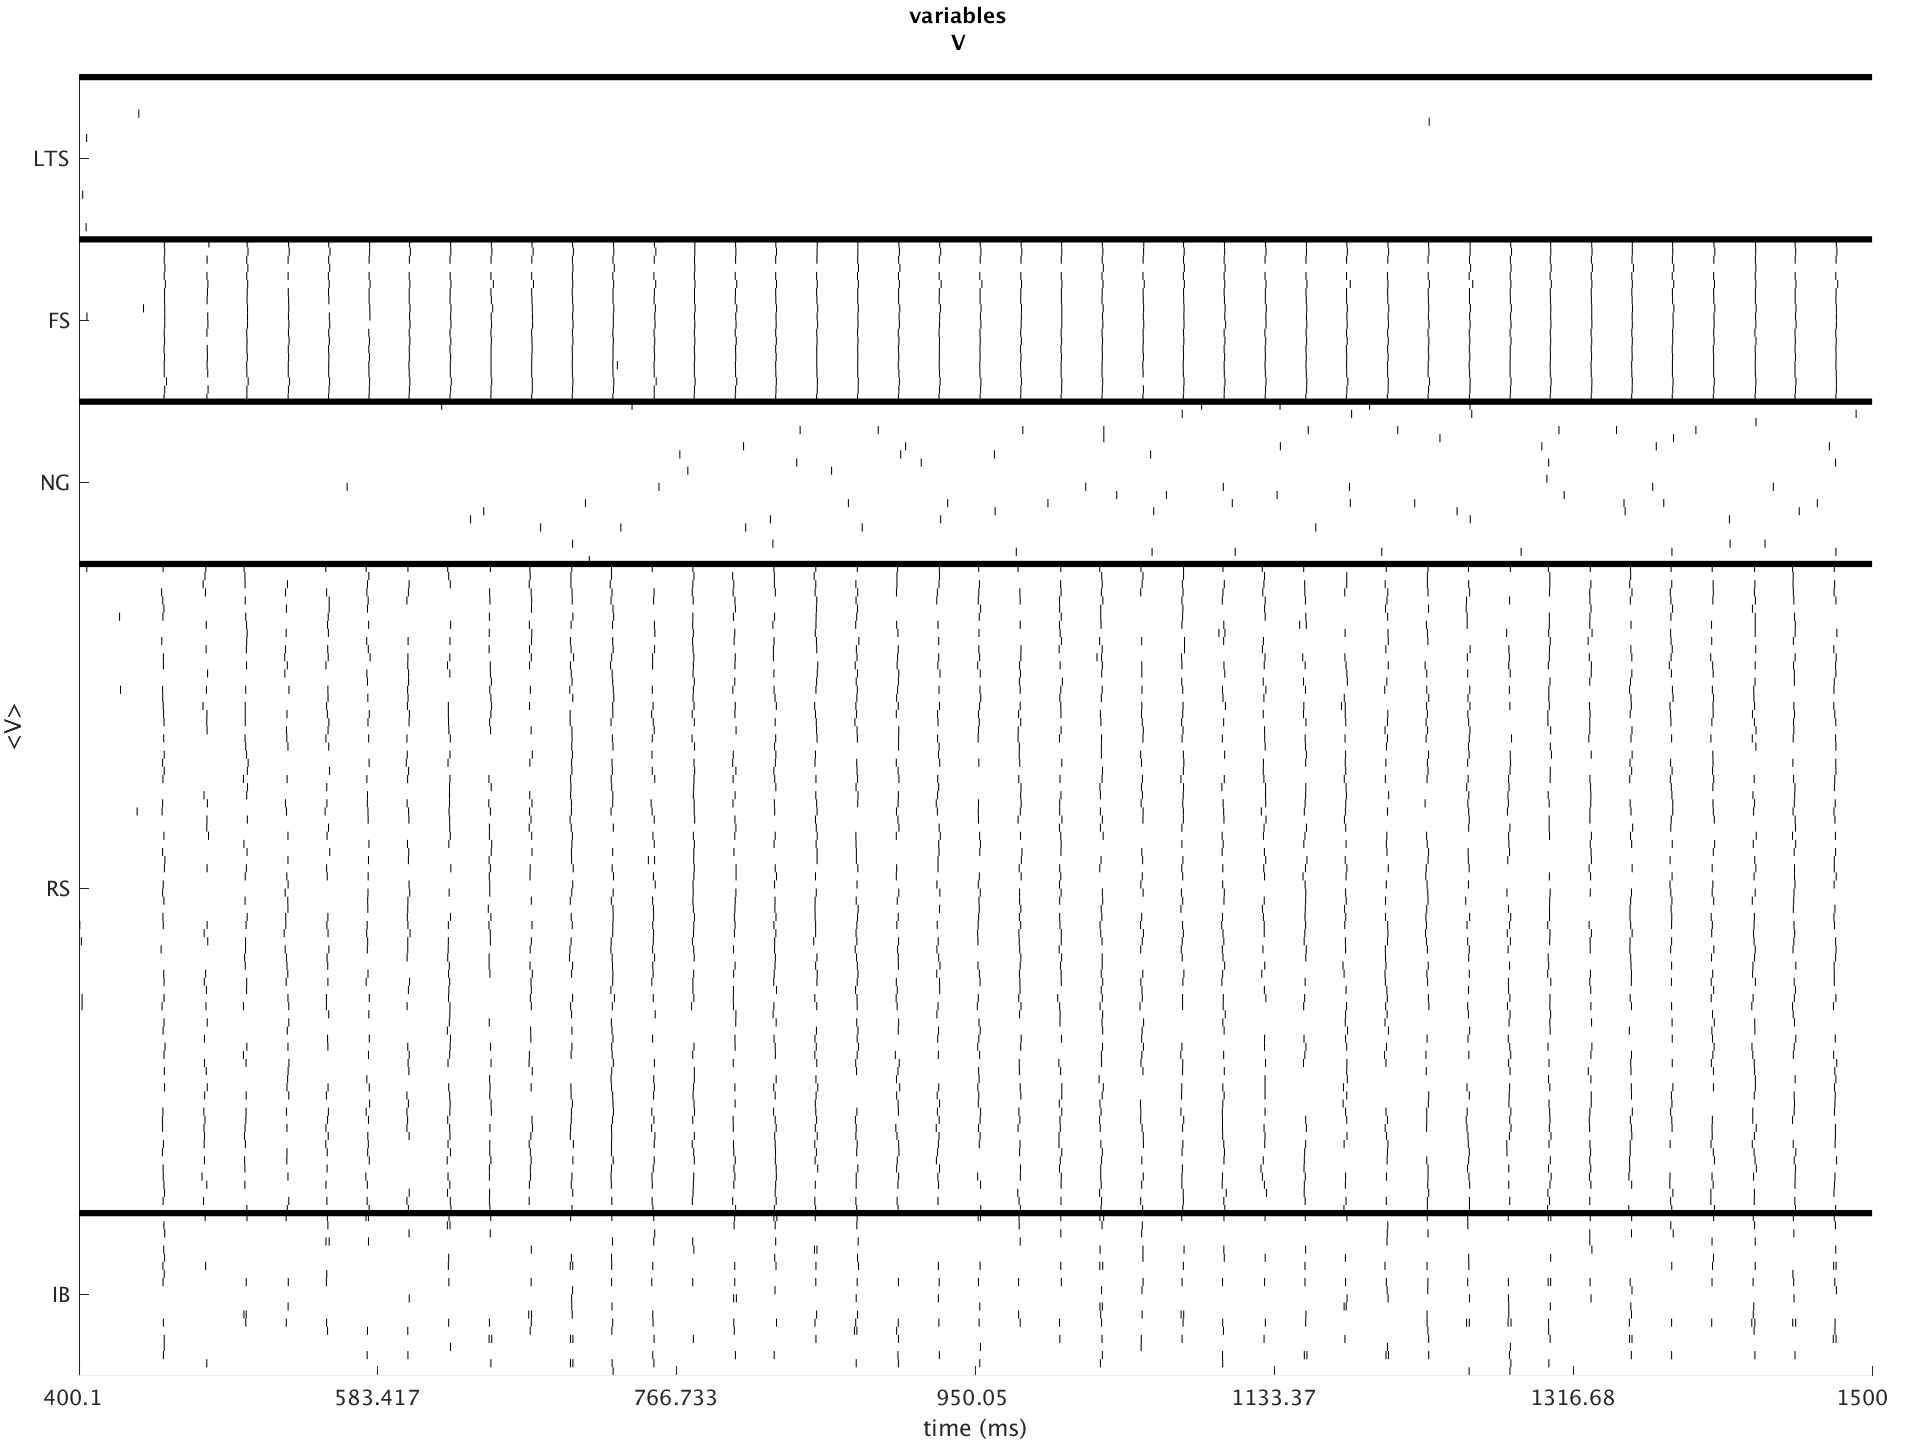 variables
V
LTS
FS
NG
<V>
RS
IB
400.1 583.417 766.733 950.05 1133.37 1316.68 1500
time (ms)